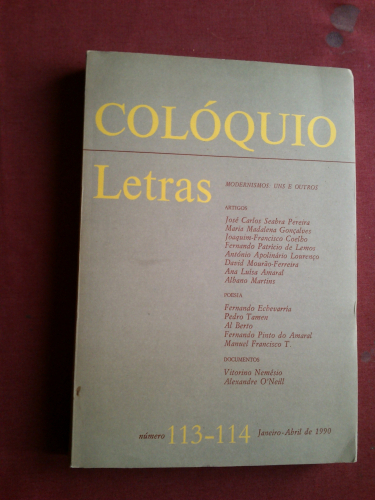 COLÓQUIO
Letras
MODERNISMOS: UNS E OUTROS
ARTIGOS
José Carlos Seabra Pereira
Maria Madalena Gonçalves
Joaquim-Francisco Coelho
Fernando Patrício de Lemos
António Apolinário Lourenço
David Mourão-Ferreira
Ana Luísa Amaral
Albano Martins
POESIA
Fernando Echevarría
Pedro Tamen
Al Berto
Fernando Pinto do Amaral
Manuel Francisco T.
DOCUMENTOS
Vitorino Nemésio
Alexandre O'Neill
número 113-114 Janeiro-Abril de 1990